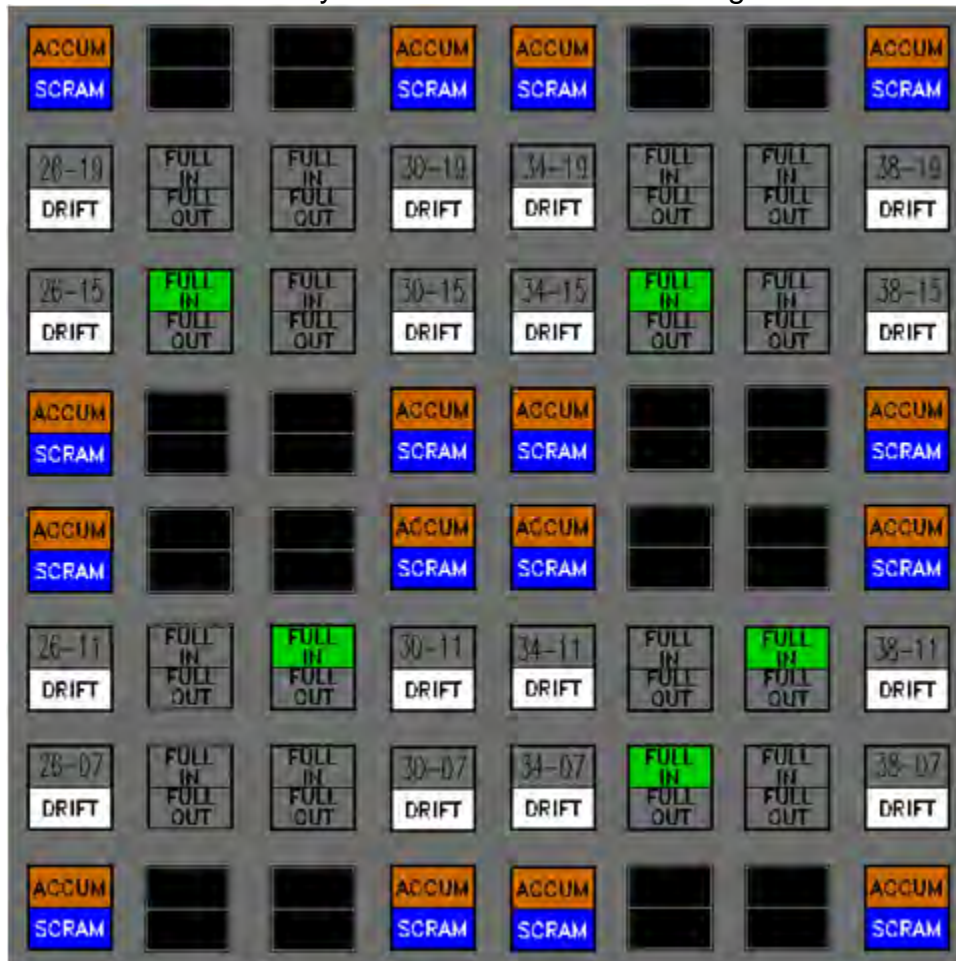 ACCUM ACCUM ACCUM ACCUM
SCRAM SCRAM SCRAM SCRAM
26-19 FULL IN FULL IN 30-19 34-19 FULL IN FULL IN 38-19
DRIFT FULL OUT FULL OUT DRIFT DRIFT FULL OUT FULL OUT DRIFT
26-15 FULL IN FULL IN 30-15 34-15 FULL IN FULL IN 38-15
DRIFT FULL OUT FULL OUT DRIFT DRIFT FULL OUT FULL OUT DRIFT
ACCUM ACCUM ACCUM ACCUM
SCRAM SCRAM SCRAM SCRAM
ACCUM ACCUM ACCUM ACCUM
SCRAM SCRAM SCRAM SCRAM
26-11 FULL IN FULL IN 30-11 34-11 FULL IN FULL IN 38-11
DRIFT FULL OUT FULL OUT DRIFT DRIFT FULL OUT FULL OUT DRIFT
26-07 FULL IN FULL IN 30-07 34-07 FULL IN FULL IN 38-07
DRIFT FULL OUT FULL OUT DRIFT DRIFT FULL OUT FULL OUT DRIFT
ACCUM ACCUM ACCUM ACCUM
SCRAM SCRAM SCRAM SCRAM